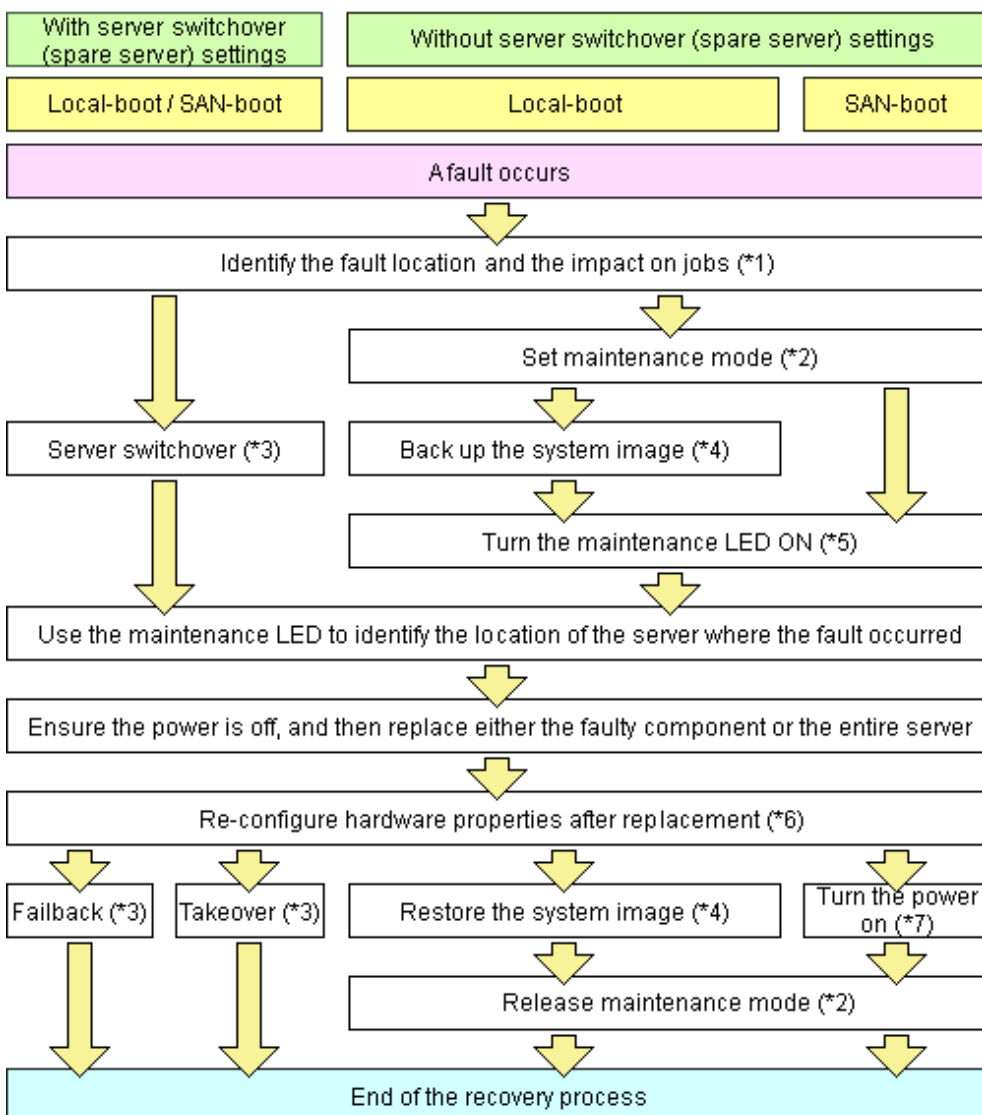 With server switchover
(spare server) settings
Without server switchover (spare server) settings
Local-boot / SAN-boot
Local-boot
SAN-boot
A fault occurs
Identify the fault location and the impact on jobs (*1)
Set maintenance mode (*2)
Server switchover (*3)
Back up the system image (*4)
Turn the maintenance LED ON (*5)
Use the maintenance LED to identify the location of the server where the fault occurred
Ensure the power is off, and then replace either the faulty component or the entire server
Re-configure hardware properties after replacement (*6)
Failback (*3)
Takeover (*3)
Restore the system image (*4)
Turn the power
on (*7)
Release maintenance mode (*2)
End of the recovery process